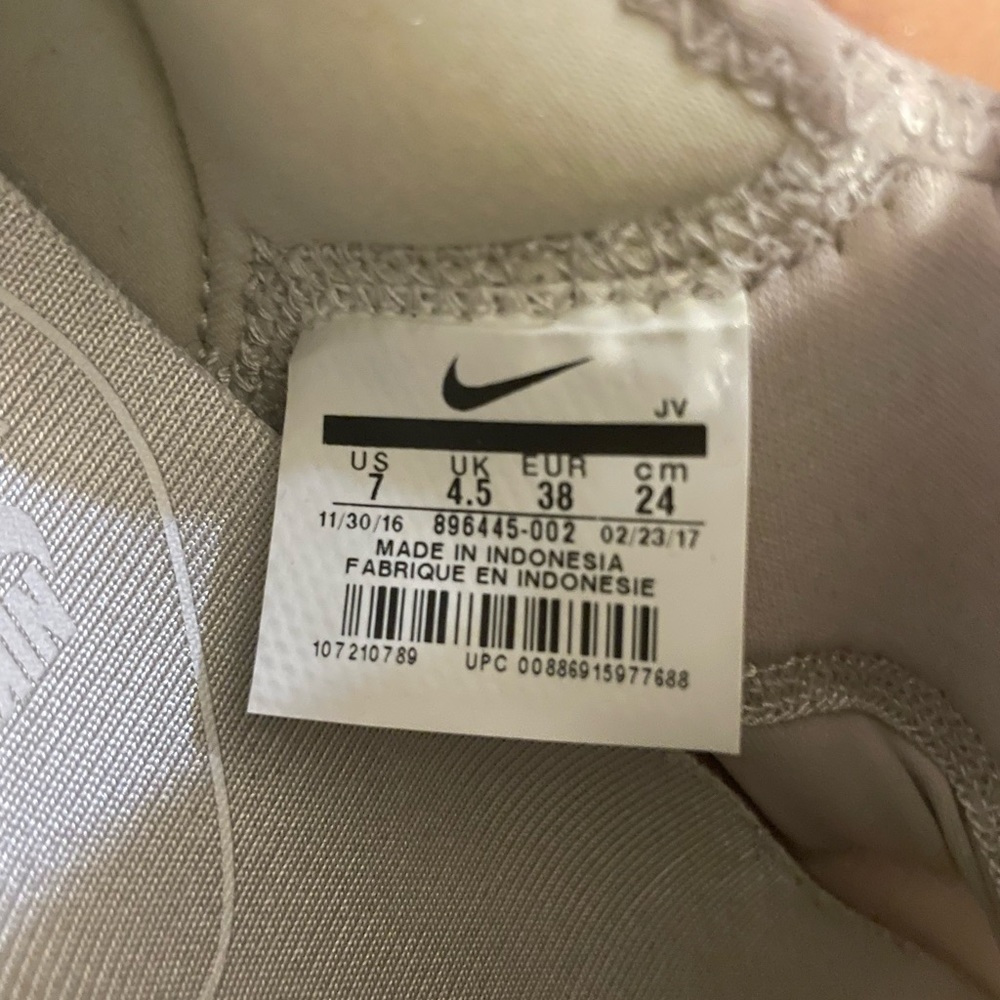 JV
US UK EUR cm
7 4.5 38 24
11/30/16 896445-002 02/23/17
MADE IN INDONESIA
FABRIQUE EN INDONESIE
107210789 UPC 00886915977688